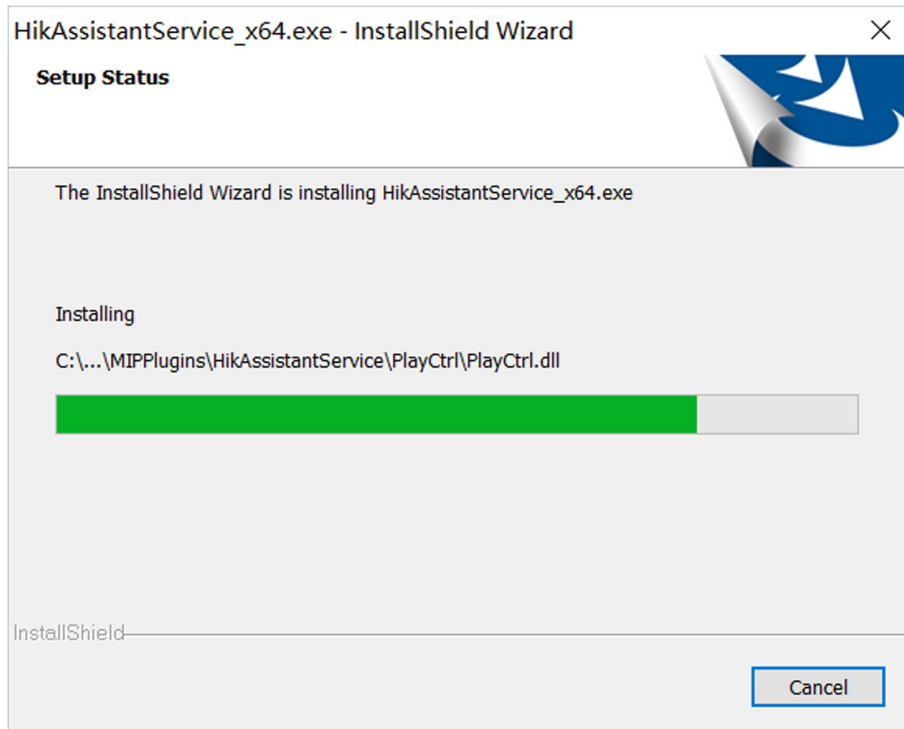 HikAssistantService_x64.exe - InstallShield Wizard
Setup Status
The InstallShield Wizard is installing HikAssistantService_x64.exe
Installing
C:\...\MIPPlugins\HikAssistantService\PlayCtrl\PlayCtrl.dll
InstallShield
Cancel